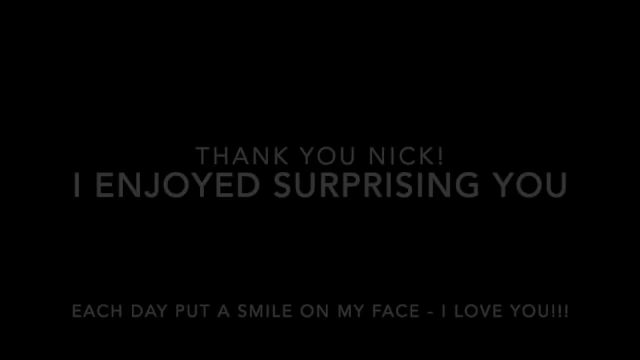 THANK YOU NICK!
I ENJOYED SURPRISING YOU
EACH DAY PUT A SMILE ON MY FACE - I LOVE YOU!!!